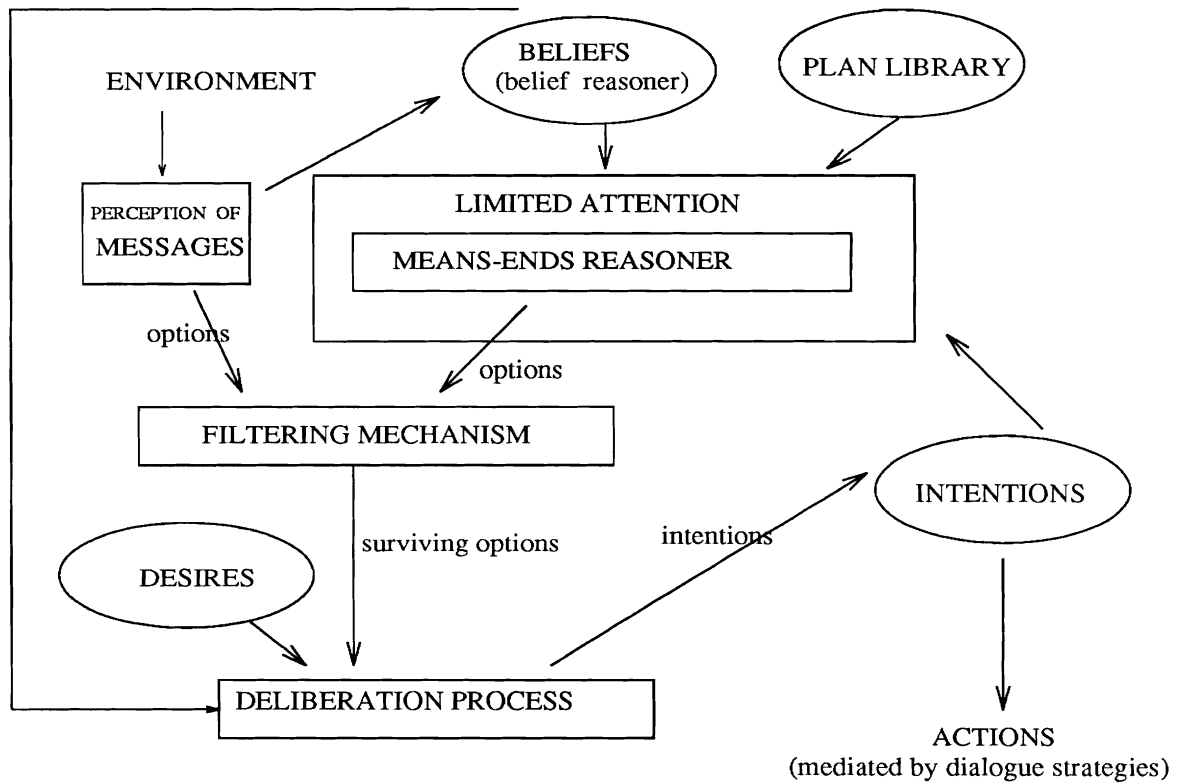 BELIEFS
(belief reasoner)
PLAN LIBRARY
ENVIRONMENT
PERCEPTION OF
MESSAGES
LIMITED ATTENTION
MEANS-ENDS REASONER
options
options
FILTERING MECHANISM
INTENTIONS
surviving options
intentions
DESIRES
DELIBERATION PROCESS
ACTIONS
(mediated by dialogue strategies)